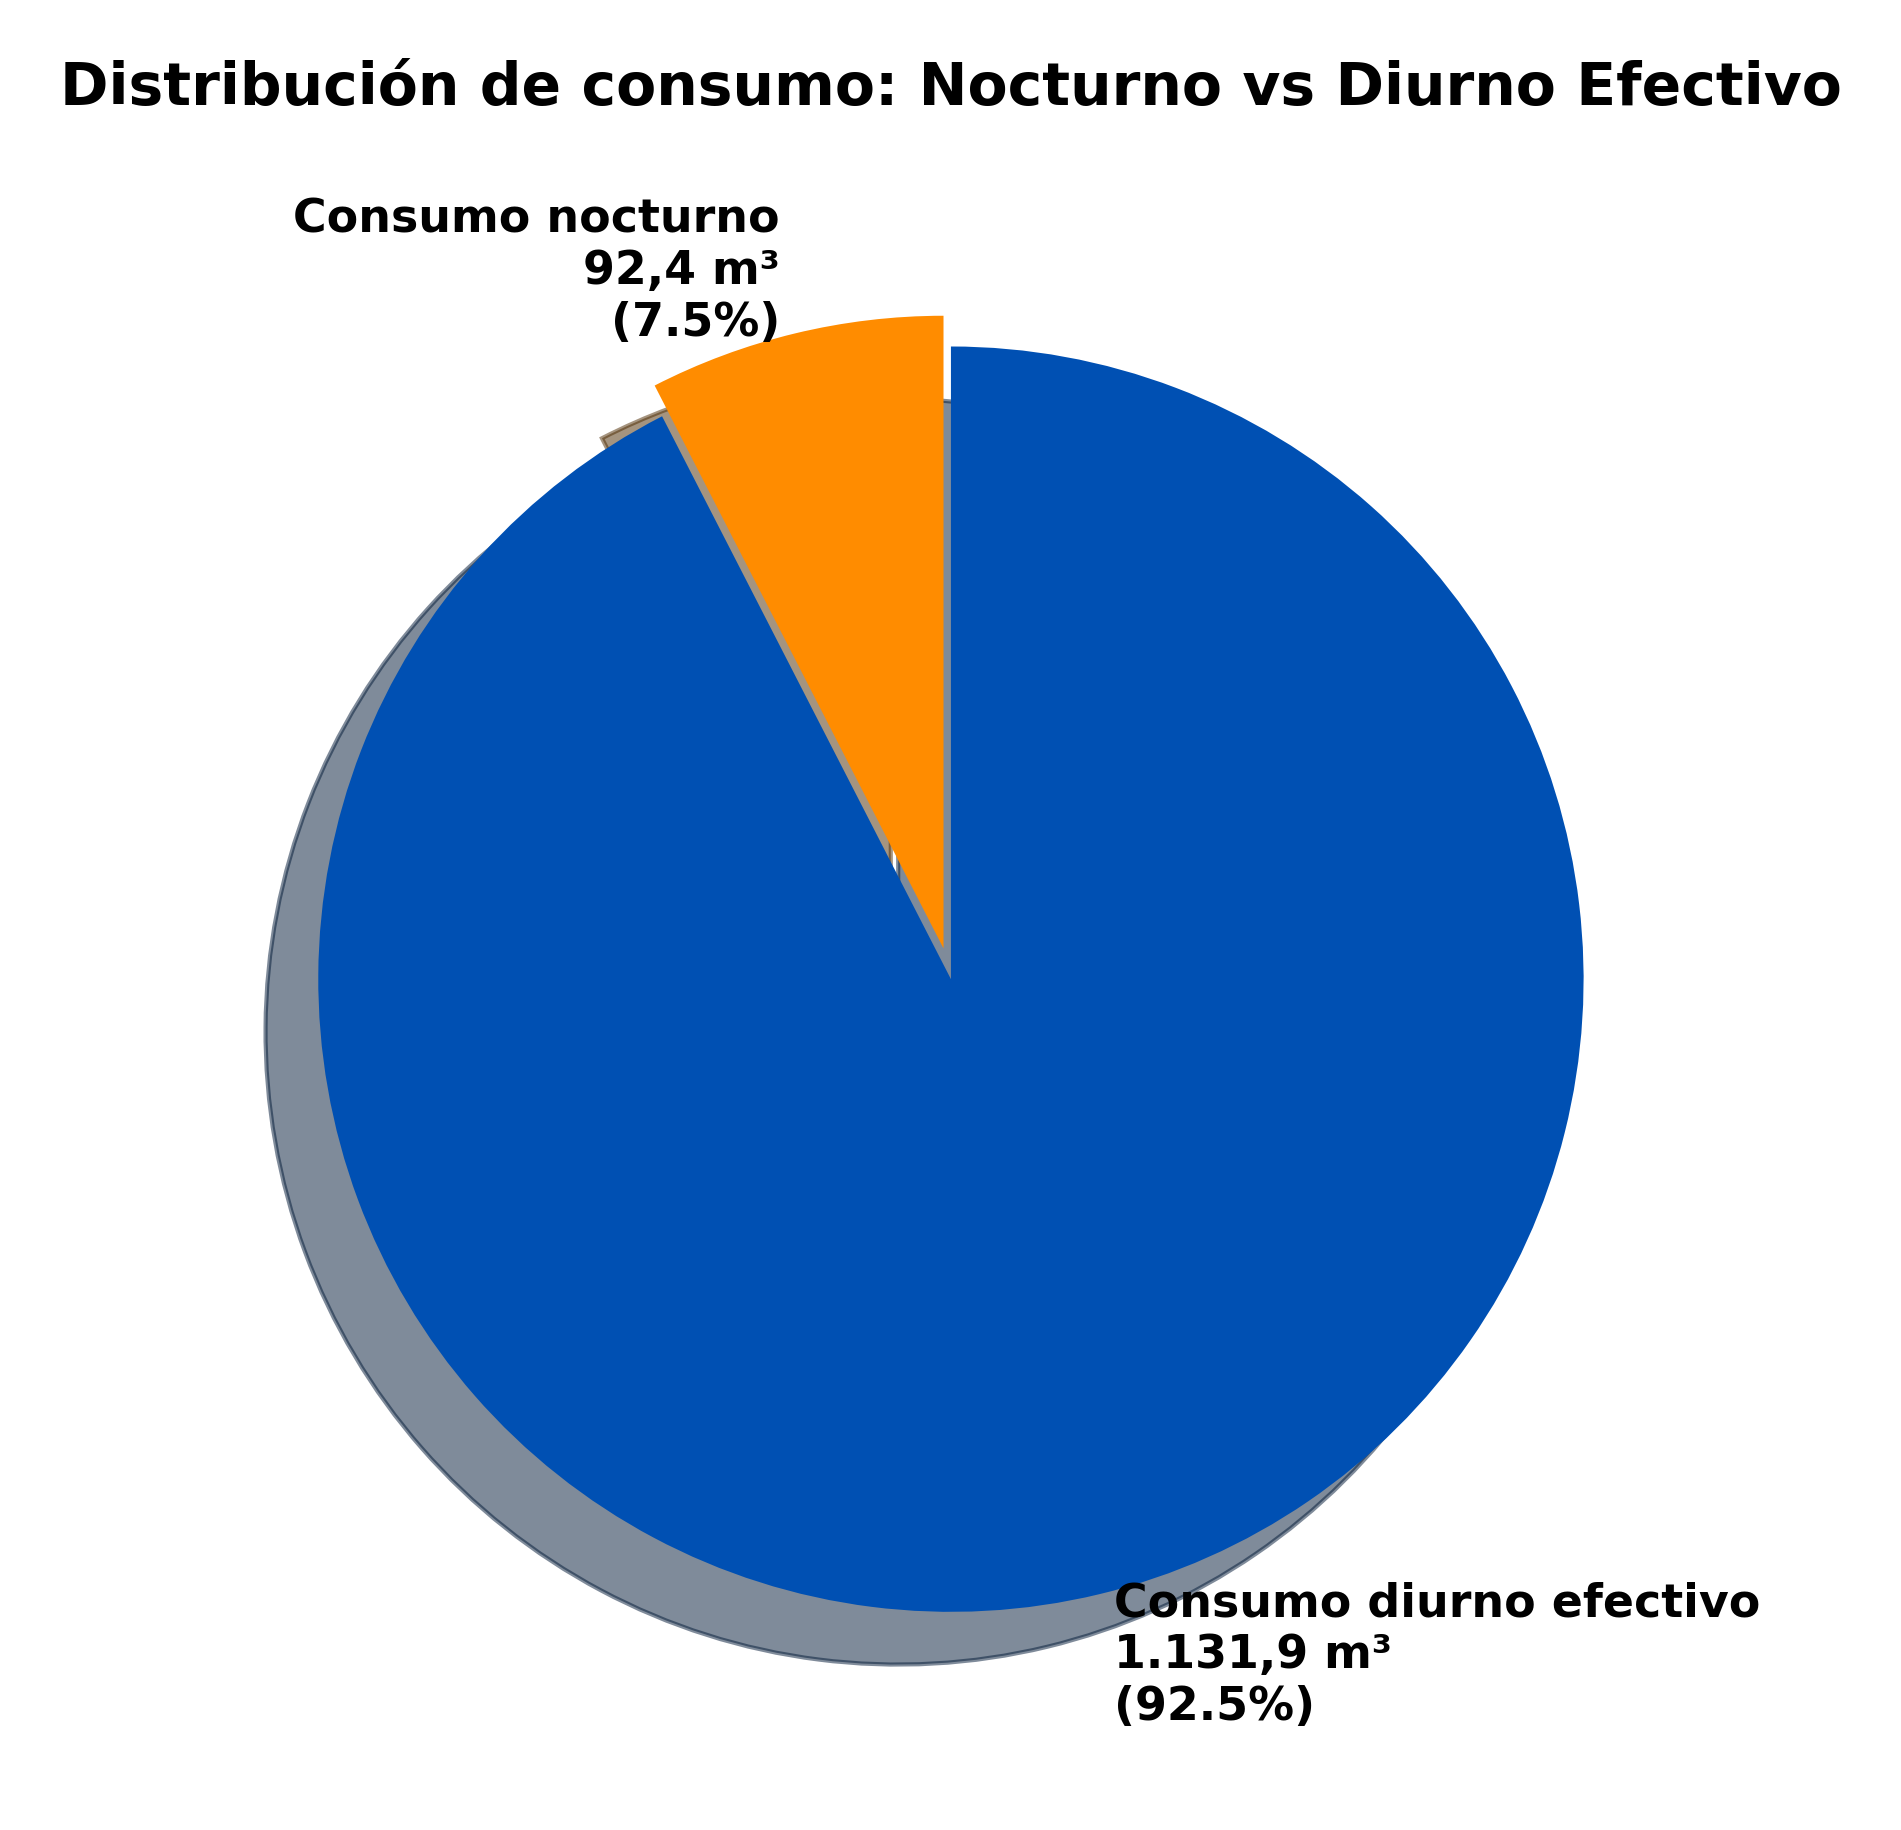 Distribución de consumo: Nocturno vs Diurno Efectivo
Consumo nocturno
92,4 m³
(7.5%)
Consumo diurno efectivo
1.131,9 m³
(92.5%)